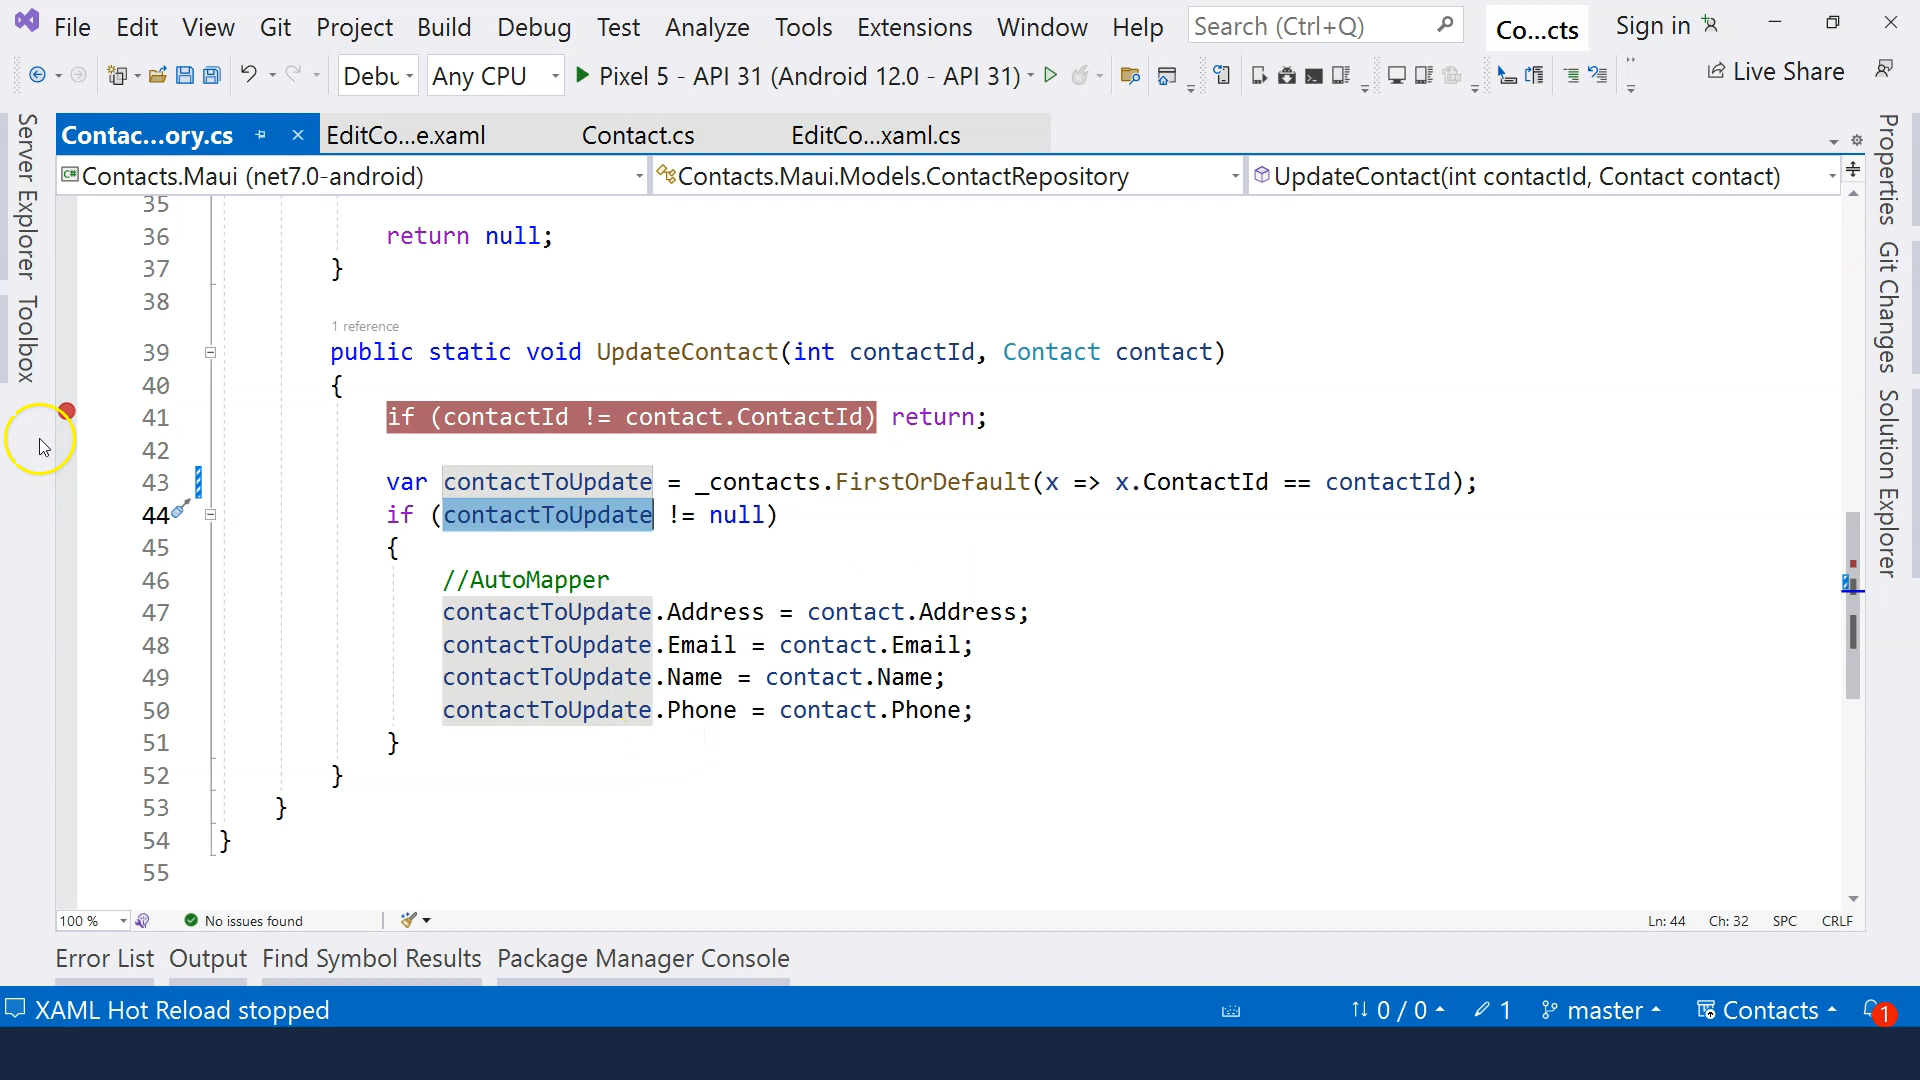 File Edit View Git Project Build Debug Test Analyze Tools Extensions Window Help Search (Ctrl+Q) Co...cts Sign in
Debu Any CPU Pixel 5 - API 31 (Android 12.0 - API 31) Live Share
Contac...ory.cs EditCo...e.xaml Contact.cs EditCo...xaml.cs
Contacts.Maui (net7.0-android) Contacts.Maui.Models.ContactRepository UpdateContact(int contactId, Contact contact)
Server Explorer
Toolbox
35
36 return null;
37 }
38
1 reference
39 public static void UpdateContact(int contactId, Contact contact)
40 {
41 if (contactId != contact.ContactId) return;
42
43 var contactToUpdate = _contacts.FirstOrDefault(x => x.ContactId == contactId);
44 if (contactToUpdate != null)
45 {
46 //AutoMapper
47 contactToUpdate.Address = contact.Address;
48 contactToUpdate.Email = contact.Email;
49 contactToUpdate.Name = contact.Name;
50 contactToUpdate.Phone = contact.Phone;
51 }
52 }
53 }
54 }
55
Properties
Git Changes
Solution Explorer
100 % No issues found Ln: 44 Ch: 32 SPC CRLF
Error List Output Find Symbol Results Package Manager Console
XAML Hot Reload stopped 0 / 0 1 master Contacts 1